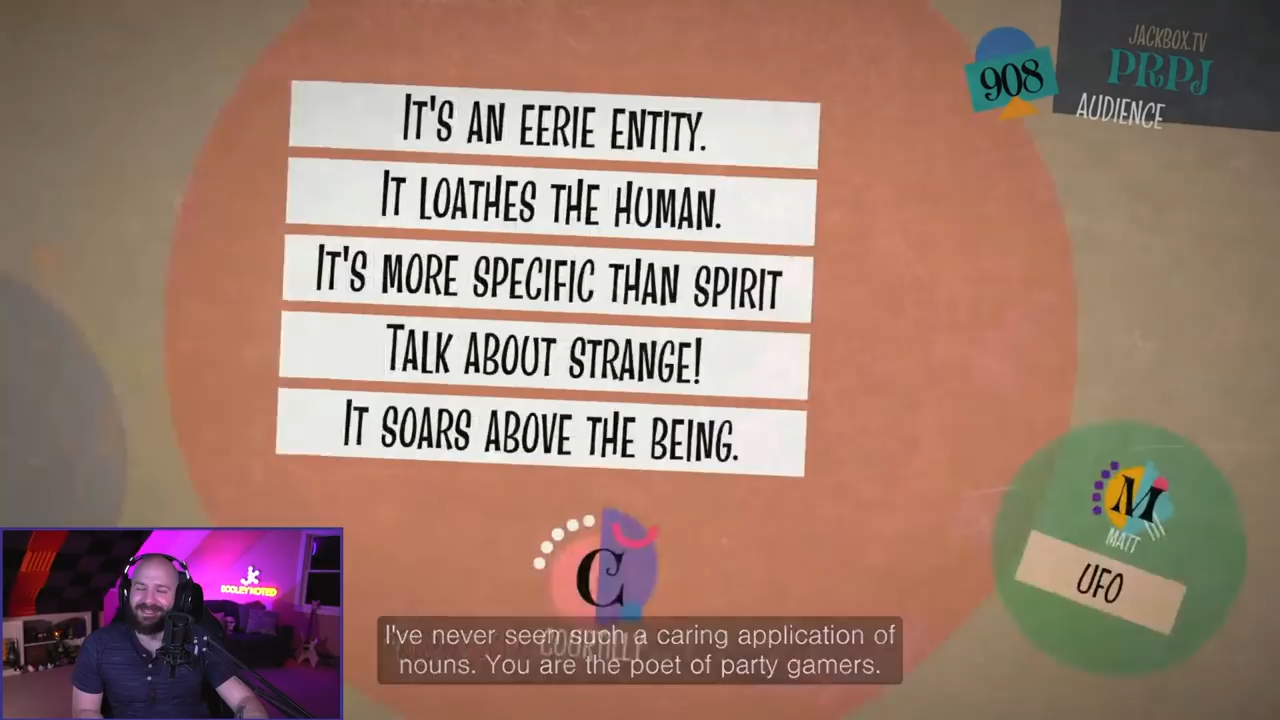 JACKBOX.TV
PRPJ
908
AUDIENCE
IT'S AN EERIE ENTITY.
IT LOATHES THE HUMAN.
IT'S MORE SPECIFIC THAN SPIRIT
TALK ABOUT STRANGE!
IT SOARS ABOVE THE BEING.
M
MATT
UFO
C
I've never seen such a caring application of
nouns. You are the poet of party gamers.